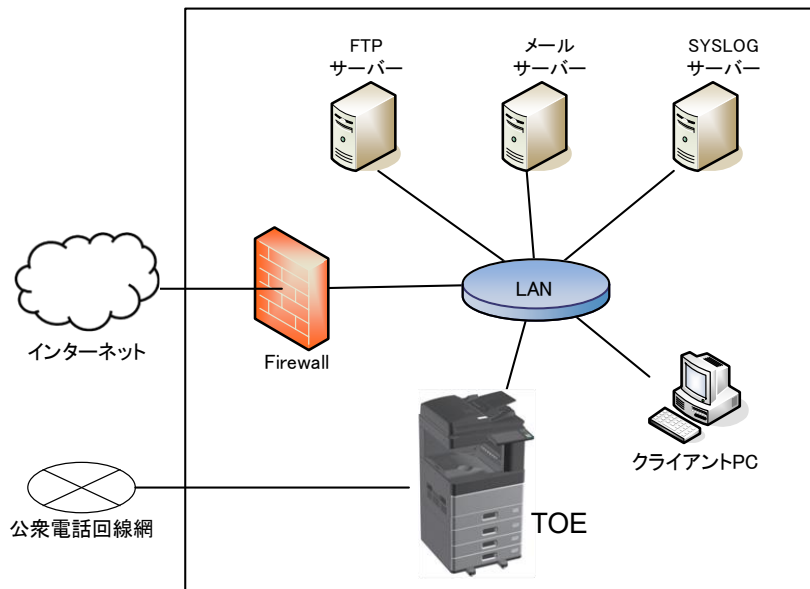 FTP
サーバー
メール
サーバー
SYSLOG
サーバー
LAN
インターネット
Firewall
クライアントPC
TOE
公衆電話回線網